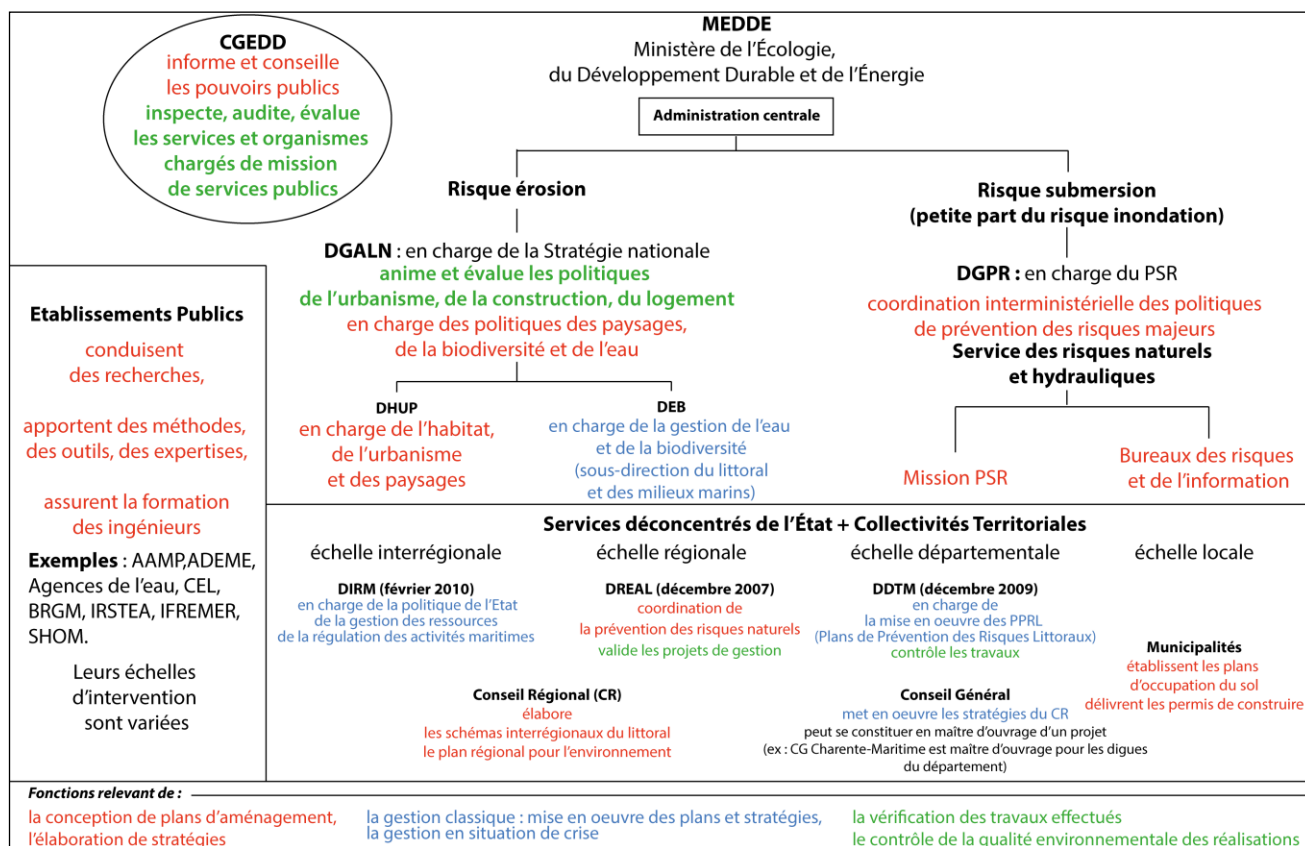 CGEDD
informe et conseille
les pouvoirs publics
inspecte, audite, évalue
les services et organismes
chargés de mission
de services publics
MEDDE
Ministère de l'Écologie,
du Développement Durable et de l'Énergie
Administration centrale
Risque érosion
DGALN : en charge de la Stratégie nationale
anime et évalue les politiques
de l'urbanisme, de la construction, du logement
en charge des politiques des paysages,
de la biodiversité et de l'eau
DHUP
en charge de l'habitat,
de l'urbanisme
et des paysages
DEB
en charge de la gestion de l'eau
et de la biodiversité
(sous-direction du littoral
et des milieux marins)
Risque submersion
(petite part du risque inondation)
DGPR : en charge du PSR
coordination interministérielle des politiques
de prévention des risques majeurs
Service des risques naturels
et hydrauliques
Mission PSR
Bureaux des risques
et de l'information
Etablissements Publics
conduisent
des recherches,
apportent des méthodes,
des outils, des expertises,
assurent la formation
des ingénieurs
Exemples : AAMP,ADEME,
Agences de l'eau, CEL,
BRGM, IRSTEA, IFREMER,
SHOM.
Leurs échelles
d'intervention
sont variées
Services déconcentrés de l'État + Collectivités Territoriales
échelle interrégionale
DIRM (février 2010)
en charge de la politique de l'Etat
de la gestion des ressources
de la régulation des activités maritimes
échelle régionale
DREAL (décembre 2007)
coordination de
la prévention des risques naturels
valide les projets de gestion
échelle départementale
DDTM (décembre 2009)
en charge de
la mise en oeuvre des PPRL
(Plans de Prévention des Risques Littoraux)
contrôle les travaux
échelle locale
Municipalités
établissent les plans
d'occupation du sol
délivrent les permis de construire
Conseil Régional (CR)
élabore
les schémas interrégionaux du littoral
le plan régional pour l'environnement
Conseil Général
met en oeuvre les stratégies du CR
peut se constituer en maître d'ouvrage d'un projet
(ex : CG Charente-Maritime est maître d'ouvrage pour les digues
du département)
Fonctions relevant de :
la conception de plans d'aménagement,
l'élaboration de stratégies
la gestion classique : mise en oeuvre des plans et stratégies,
la gestion en situation de crise
la vérification des travaux effectués
le contrôle de la qualité environnementale des réalisations